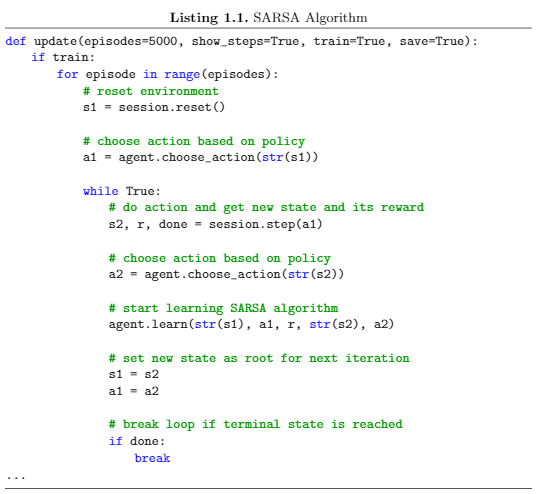 Listing 1.1. SARSA Algorithm
def update(episodes=5000, show_steps=True, train=True, save=True):
    if train:
        for episode in range(episodes):
            # reset environment
            s1 = session.reset()

            # choose action based on policy
            a1 = agent.choose_action(str(s1))

            while True:
                # do action and get new state and its reward
                s2, r, done = session.step(a1)

                # choose action based on policy
                a2 = agent.choose_action(str(s2))

                # start learning SARSA algorithm
                agent.learn(str(s1), a1, r, str(s2), a2)

                # set new state as root for next iteration
                s1 = s2
                a1 = a2

                # break loop if terminal state is reached
                if done:
                    break
...